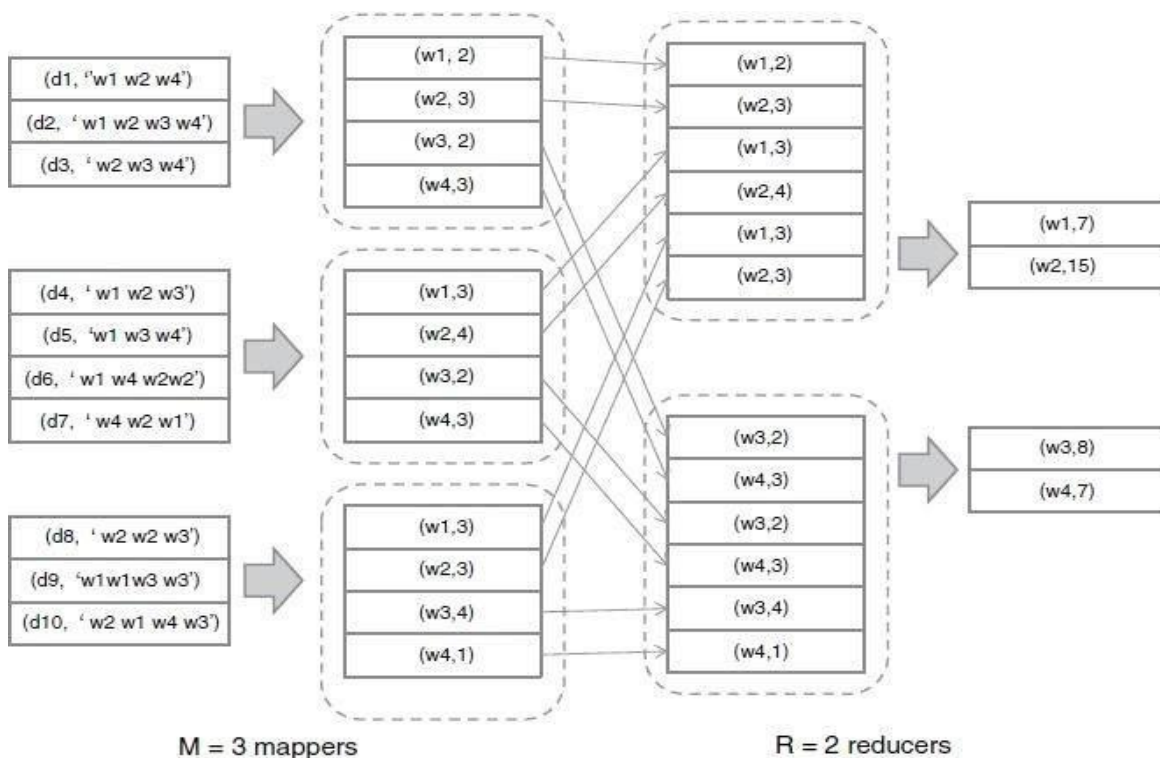 (d1, ‘’w1 w2 w4’)
(d2, ‘ w1 w2 w3 w4’)
(d3, ‘ w2 w3 w4’)
(d4, ‘ w1 w2 w3’)
(d5, ‘w1 w3 w4’)
(d6, ‘ w1 w4 w2w2’)
(d7, ‘ w4 w2 w1’)
(d8, ‘ w2 w2 w3’)
(d9, ‘w1w1w3 w3’)
(d10, ‘ w2 w1 w4 w3’)
(w1, 2)
(w2, 3)
(w3, 2)
(w4,3)
(w1,3)
(w2,4)
(w3,2)
(w4,3)
(w1,3)
(w2,3)
(w3,4)
(w4,1)
(w1,2)
(w2,3)
(w1,3)
(w2,4)
(w1,3)
(w2,3)
(w3,2)
(w4,3)
(w3,2)
(w4,3)
(w3,4)
(w4,1)
(w1,7)
(w2,15)
(w3,8)
(w4,7)
M = 3 mappers
R = 2 reducers